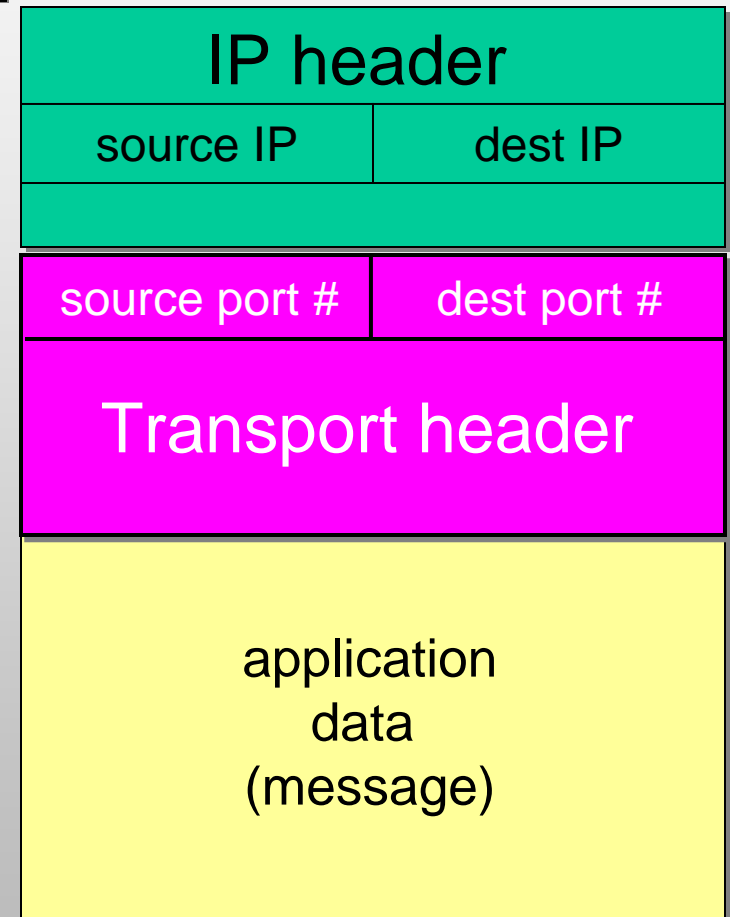 IP header
source IP dest IP
source port # dest port #
Transport header
application
data
(message)